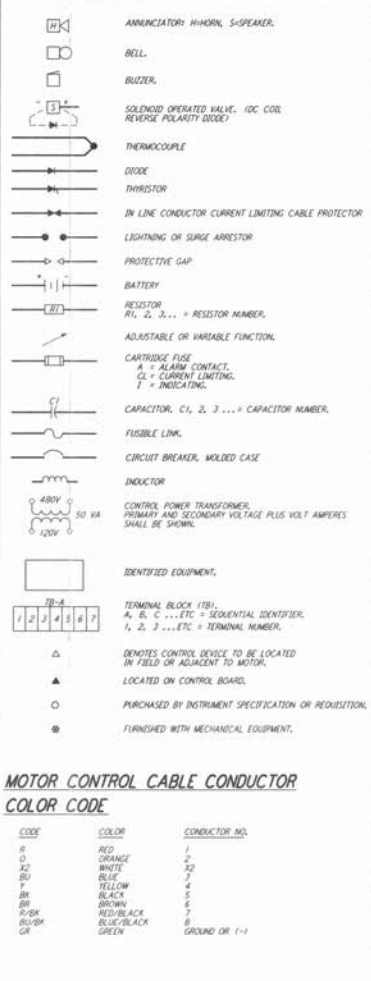 H
ANNUNCIATOR: H=HORN, S=SPEAKER.
BELL.
BUZZER.
- S +
SOLENOID OPERATED VALVE. (DC COIL
REVERSE POLARITY DIODE)
THERMOCOUPLE
DIODE
THYRISTOR
IN LINE CONDUCTOR CURRENT LIMITING CABLE PROTECTOR
LIGHTNING OR SURGE ARRESTOR
PROTECTIVE GAP
+ -
BATTERY
R1
RESISTOR
R1, 2, 3... = RESISTOR NUMBER.
ADJUSTABLE OR VARIABLE FUNCTION.
CARTRIDGE FUSE
A = ALARM CONTACT.
CL = CURRENT LIMITING.
I = INDICATING.
C1
CAPACITOR. C1, 2, 3 ...= CAPACITOR NUMBER.
FUSIBLE LINK.
CIRCUIT BREAKER, MOLDED CASE
INDUCTOR
480V
50 VA
120V
CONTROL POWER TRANSFORMER.
PRIMARY AND SECONDARY VOLTAGE PLUS VOLT AMPERES
SHALL BE SHOWN.
IDENTIFIED EQUIPMENT.
TB-A
1 2 3 4 5 6 7
TERMINAL BLOCK (TB).
A, B, C ...ETC = SEQUENTIAL IDENTIFIER.
1, 2, 3 ...ETC = TERMINAL NUMBER.
DENOTES CONTROL DEVICE TO BE LOCATED
IN FIELD OR ADJACENT TO MOTOR.
LOCATED ON CONTROL BOARD.
PURCHASED BY INSTRUMENT SPECIFICATION OR REQUISITION.
FURNISHED WITH MECHANICAL EQUIPMENT.
MOTOR CONTROL CABLE CONDUCTOR
COLOR CODE
CODE COLOR CONDUCTOR NO.
R RED 1
O ORANGE 2
X2 WHITE X2
BU BLUE 3
Y YELLOW 4
BK BLACK 5
BR BROWN 6
R/BK RED/BLACK 7
BU/BK BLUE/BLACK 8
GR GREEN GROUND OR (-)